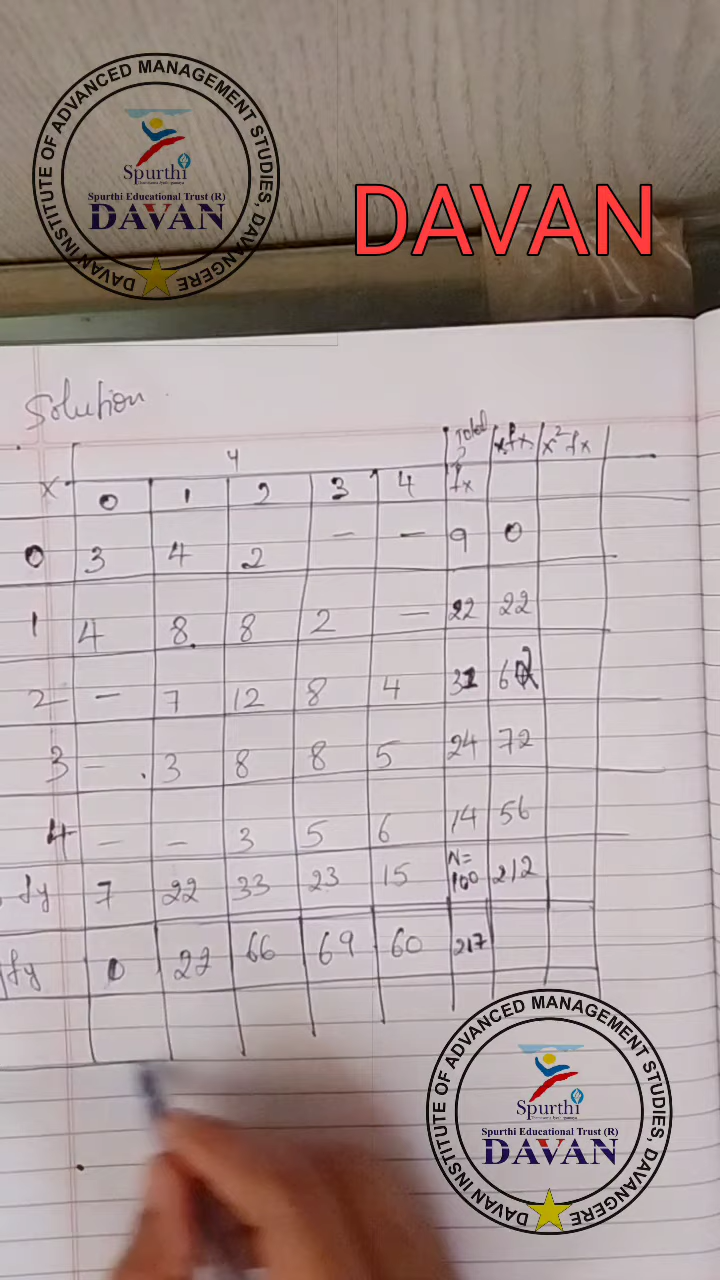 DAVAN INSTITUTE OF ADVANCED MANAGEMENT STUDIES, DAVANGERE
Spurthi
Spurthi Educational Trust (R)
DAVAN
DAVAN
Solution
y Total x.fx x² fx
x 0 1 2 3 4 fx
0 3 4 2 — — 9 0
1 4 8 8 2 — 22 22
2 — 7 12 8 4 31 62
3 — 3 8 8 5 24 72
4 — — 3 5 6 14 56
fy 7 22 33 23 15 N=100 212
fy 0 22 66 69 60 217
DAVAN INSTITUTE OF ADVANCED MANAGEMENT STUDIES, DAVANGERE
Spurthi
Spurthi Educational Trust (R)
DAVAN